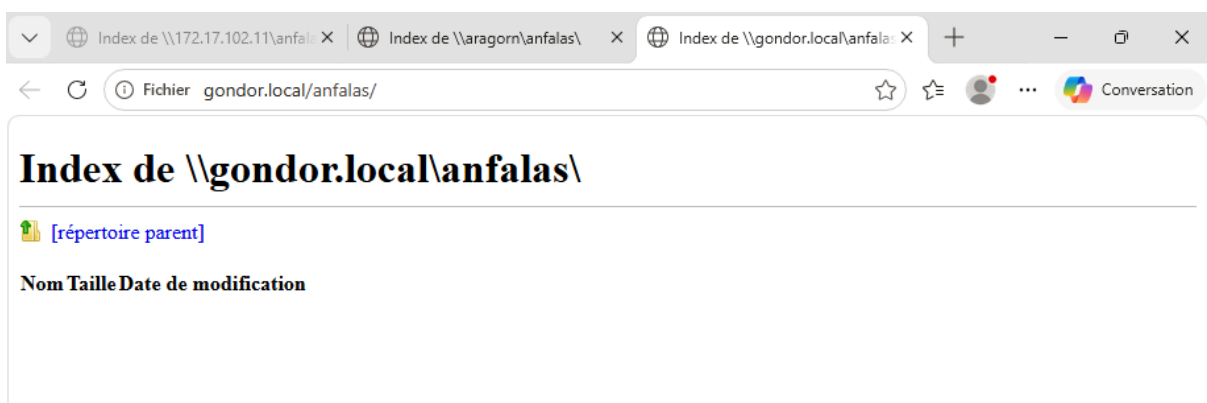 Index de \\172.17.102.11\anfala
Index de \\aragorn\anfalas\
Index de \\gondor.local\anfalas
Fichier gondor.local/anfalas/
Conversation
Index de \\gondor.local\anfalas\
[répertoire parent]
Nom Taille Date de modification